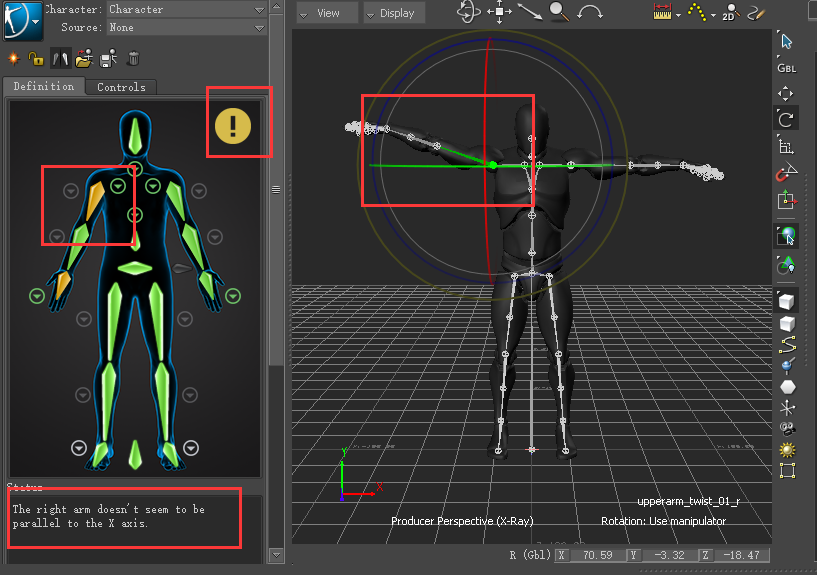 Character: Character
Source: None
View
Display
2D
Definition
Controls
GBL
Y
X
upperarm_twist_01_r
Producer Perspective (X-Ray)
Rotation: Use manipulator
Status
The right arm doesn't seem to be
parallel to the X axis.
R (Gbl) X 70.59 Y -3.32 Z -18.47